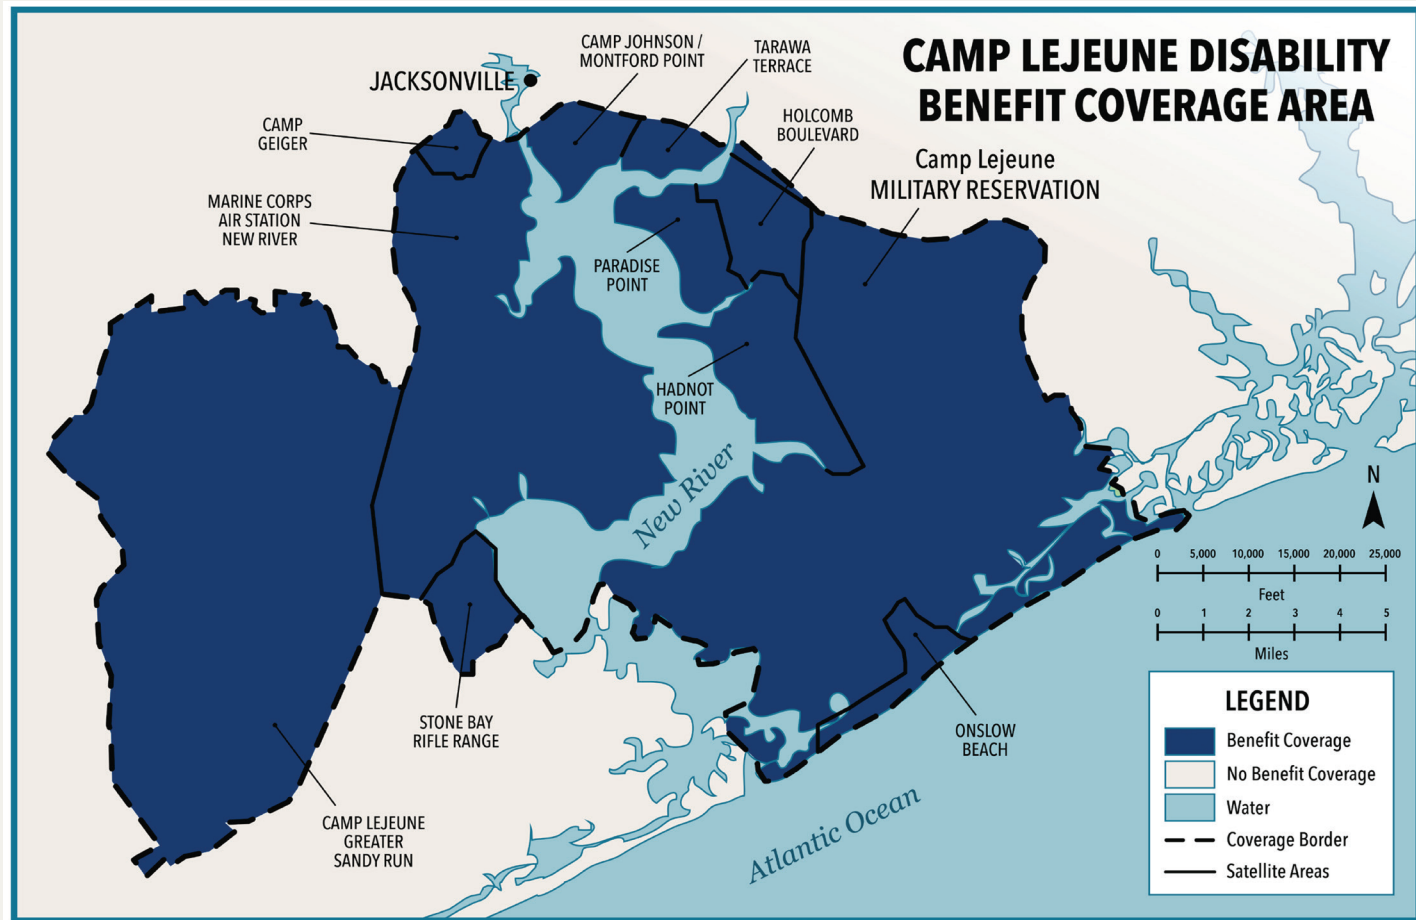 CAMP LEJEUNE DISABILITY
BENEFIT COVERAGE AREA
JACKSONVILLE
CAMP JOHNSON /
MONTFORD POINT
TARAWA
TERRACE
HOLCOMB
BOULEVARD
Camp Lejeune
MILITARY RESERVATION
CAMP
GEIGER
MARINE CORPS
AIR STATION
NEW RIVER
PARADISE
POINT
HADNOT
POINT
New River
STONE BAY
RIFLE RANGE
ONSLOW
BEACH
CAMP LEJEUNE
GREATER
SANDY RUN
Atlantic Ocean
N
0 5,000 10,000 15,000 20,000 25,000
Feet
0 1 2 3 4 5
Miles
LEGEND
Benefit Coverage
No Benefit Coverage
Water
Coverage Border
Satellite Areas